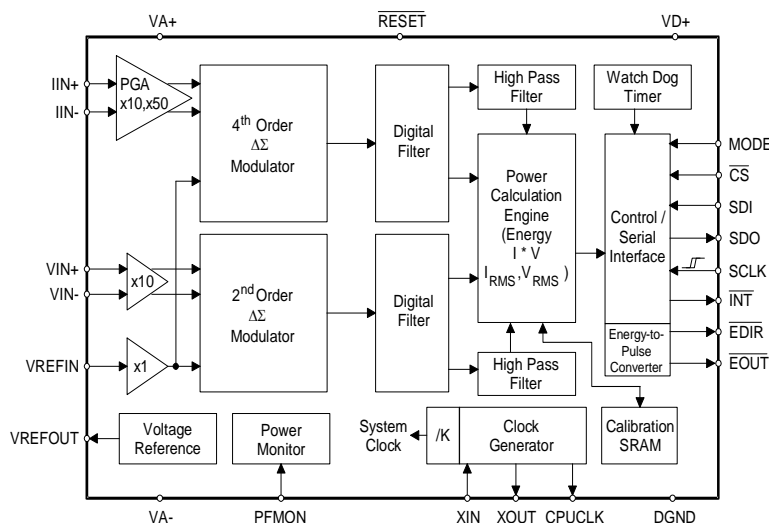 VA+
RESET
VD+
IIN+
IIN-
PGA
x10,x50
4th Order
ΔΣ
Modulator
Digital
Filter
High Pass
Filter
Watch Dog
Timer
Power
Calculation
Engine
(Energy
I * V
IRMS,VRMS )
Control /
Serial
Interface
MODE
CS
SDI
SDO
SCLK
INT
EDIR
EOUT
VIN+
VIN-
x10
2nd Order
ΔΣ
Modulator
Digital
Filter
High Pass
Filter
Energy-to-
Pulse
Converter
VREFIN
x1
VREFOUT
Voltage
Reference
Power
Monitor
System
Clock
/K
Clock
Generator
Calibration
SRAM
VA-
PFMON
XIN
XOUT
CPUCLK
DGND